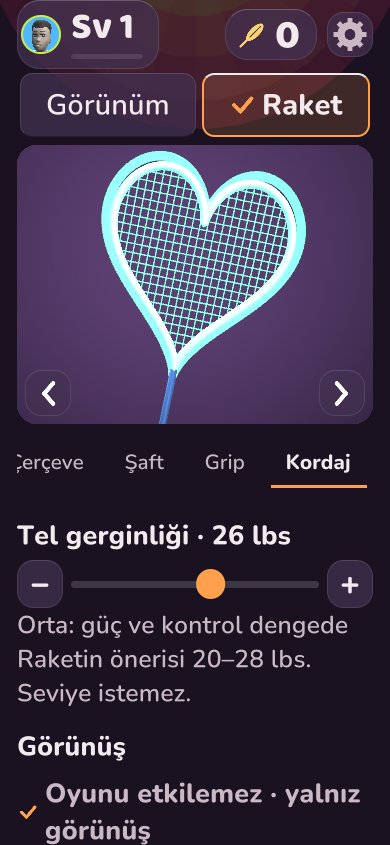 Sv 1
0
Görünüm
Raket
Çerçeve Şaft Grip Kordaj
Tel gerginliği · 26 lbs
Orta: güç ve kontrol dengede
Raketin önerisi 20–28 lbs.
Seviye istemez.
Görünüş
Oyunu etkilemez · yalnız
görünüş